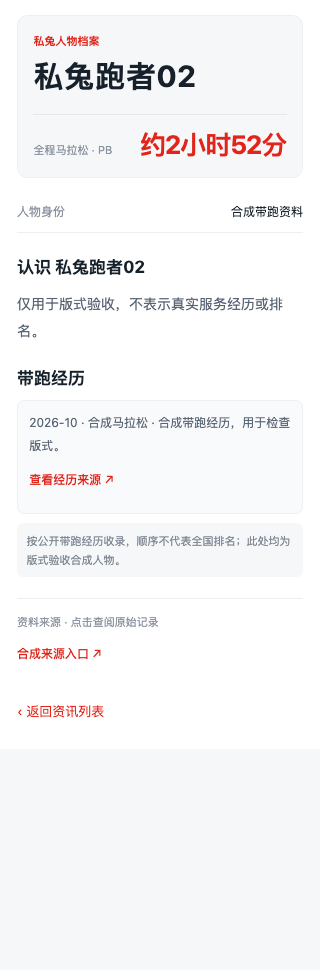 私兔人物档案
私兔跑者02
全程马拉松 · PB
约2小时52分
人物身份
合成带跑资料
认识 私兔跑者02
仅用于版式验收，不表示真实服务经历或排
名。
带跑经历
2026-10 · 合成马拉松 · 合成带跑经历，用于检查
版式。
查看经历来源 ↗
按公开带跑经历收录，顺序不代表全国排名；此处均为
版式验收合成人物。
资料来源 · 点击查阅原始记录
合成来源入口 ↗
‹ 返回资讯列表